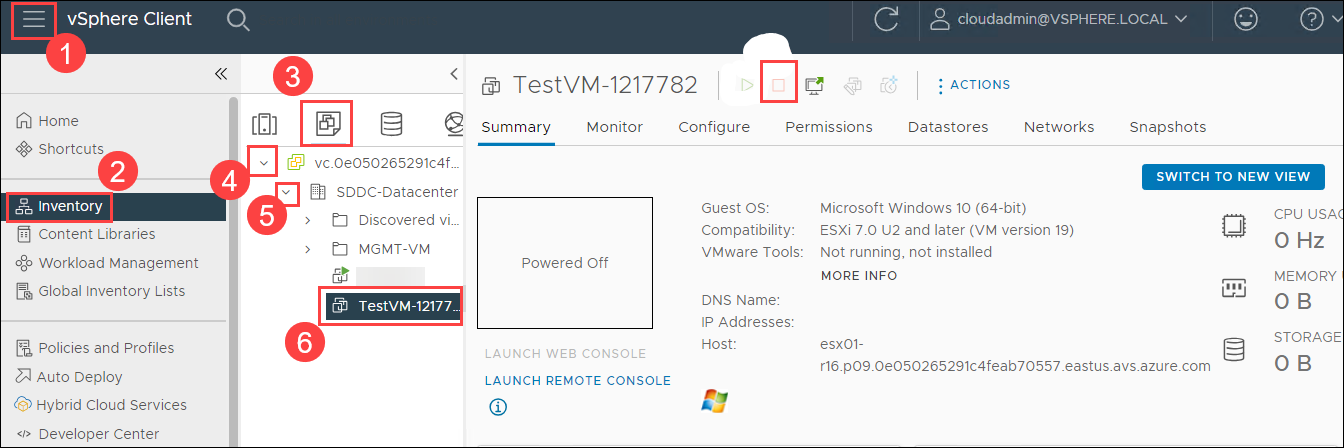 vSphere Client
cloudadmin@VSPHERE.LOCAL
1
Home
Shortcuts
2
Inventory
Content Libraries
Workload Management
Global Inventory Lists
Policies and Profiles
Auto Deploy
Hybrid Cloud Services
Developer Center
3
4
vc.0e050265291c4f...
5
SDDC-Datacenter
Discovered vi...
MGMT-VM
TestVM-12177...
6
TestVM-1217782
ACTIONS
Summary Monitor Configure Permissions Datastores Networks Snapshots
SWITCH TO NEW VIEW
Powered Off
LAUNCH WEB CONSOLE
LAUNCH REMOTE CONSOLE
Guest OS: Microsoft Windows 10 (64-bit)
Compatibility: ESXi 7.0 U2 and later (VM version 19)
VMware Tools: Not running, not installed
MORE INFO
DNS Name:
IP Addresses:
Host: esx01-
r16.p09.0e050265291c4feab70557.eastus.avs.azure.com
CPU USAG
0 Hz
MEMORY U
0 B
STORAGE
0 B